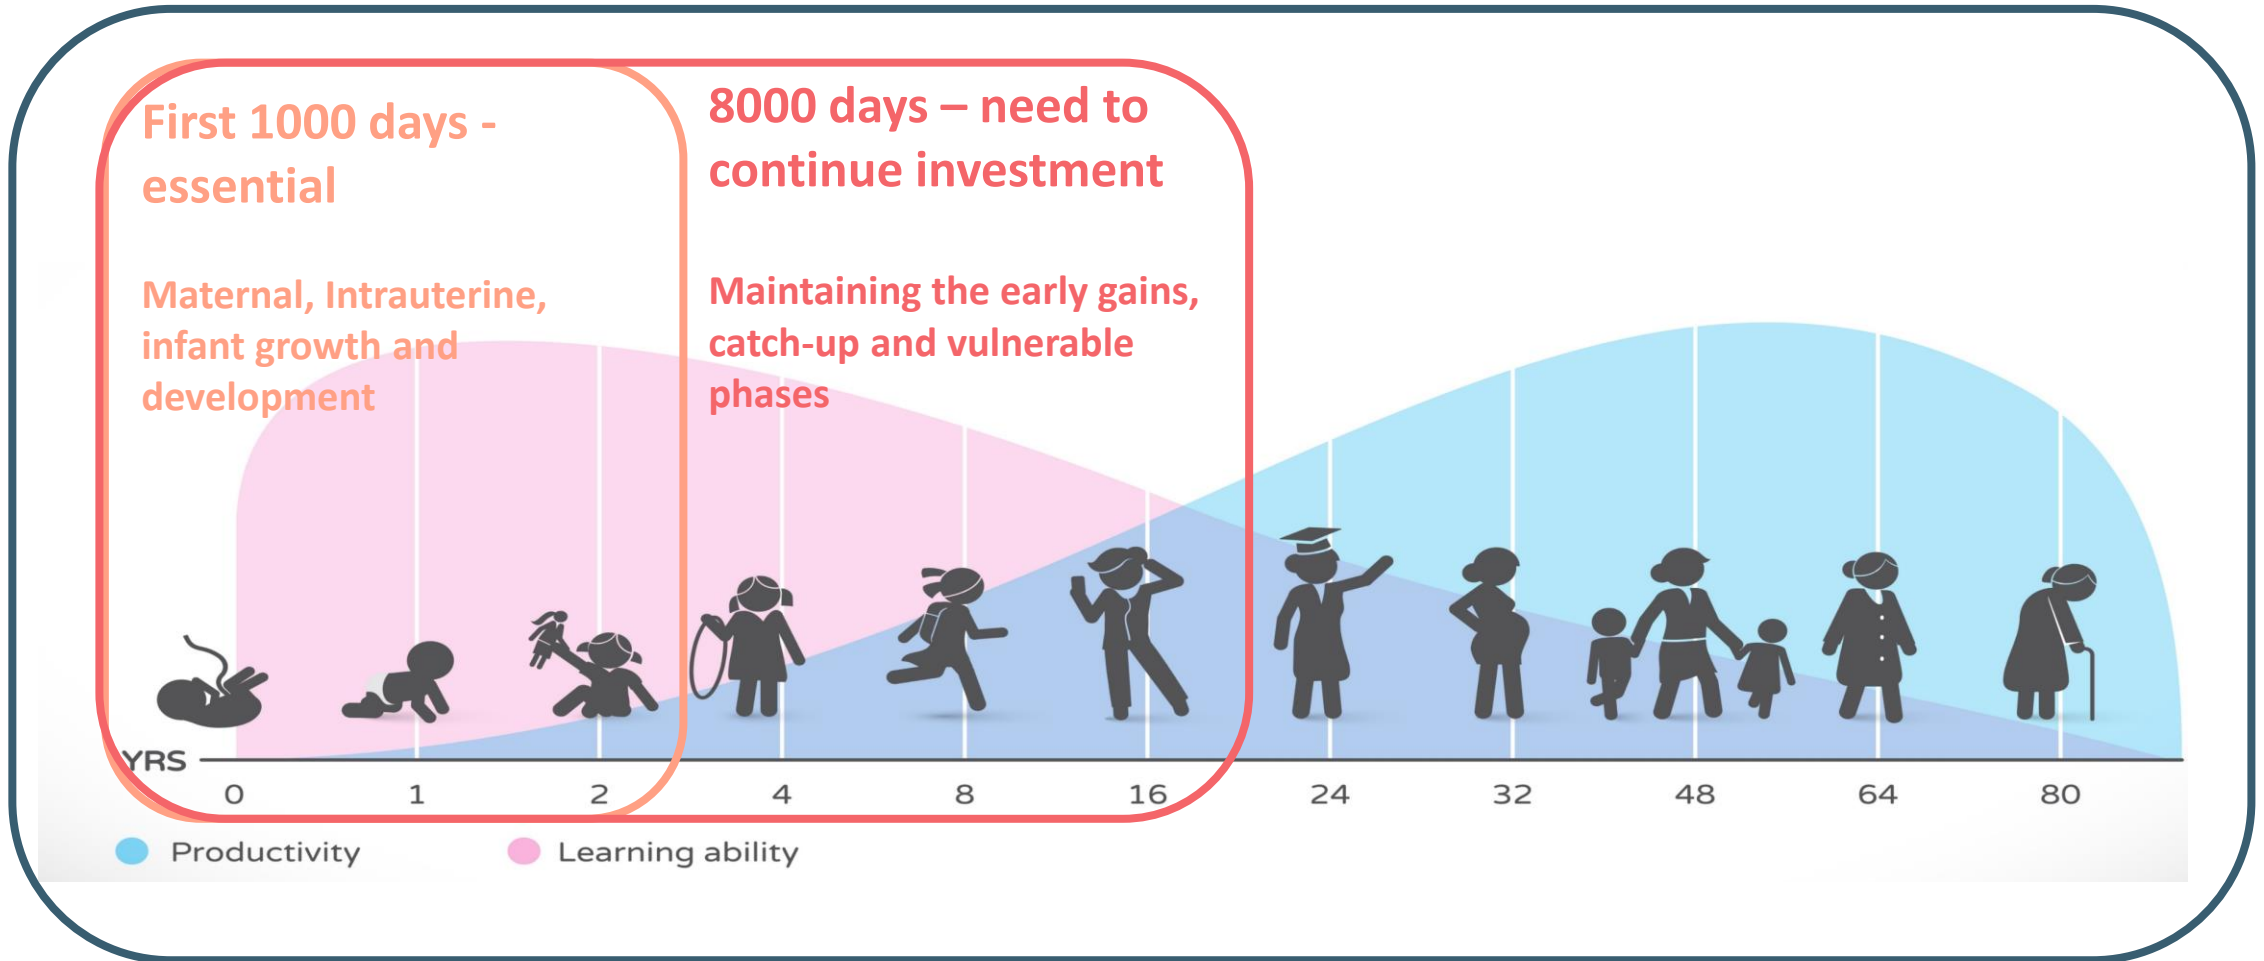 First 1000 days -
essential
Maternal, Intrauterine,
infant growth and
development
8000 days – need to
continue investment
Maintaining the early gains,
catch-up and vulnerable
phases
YRS
0 1 2 4 8 16 24 32 48 64 80
Productivity Learning ability